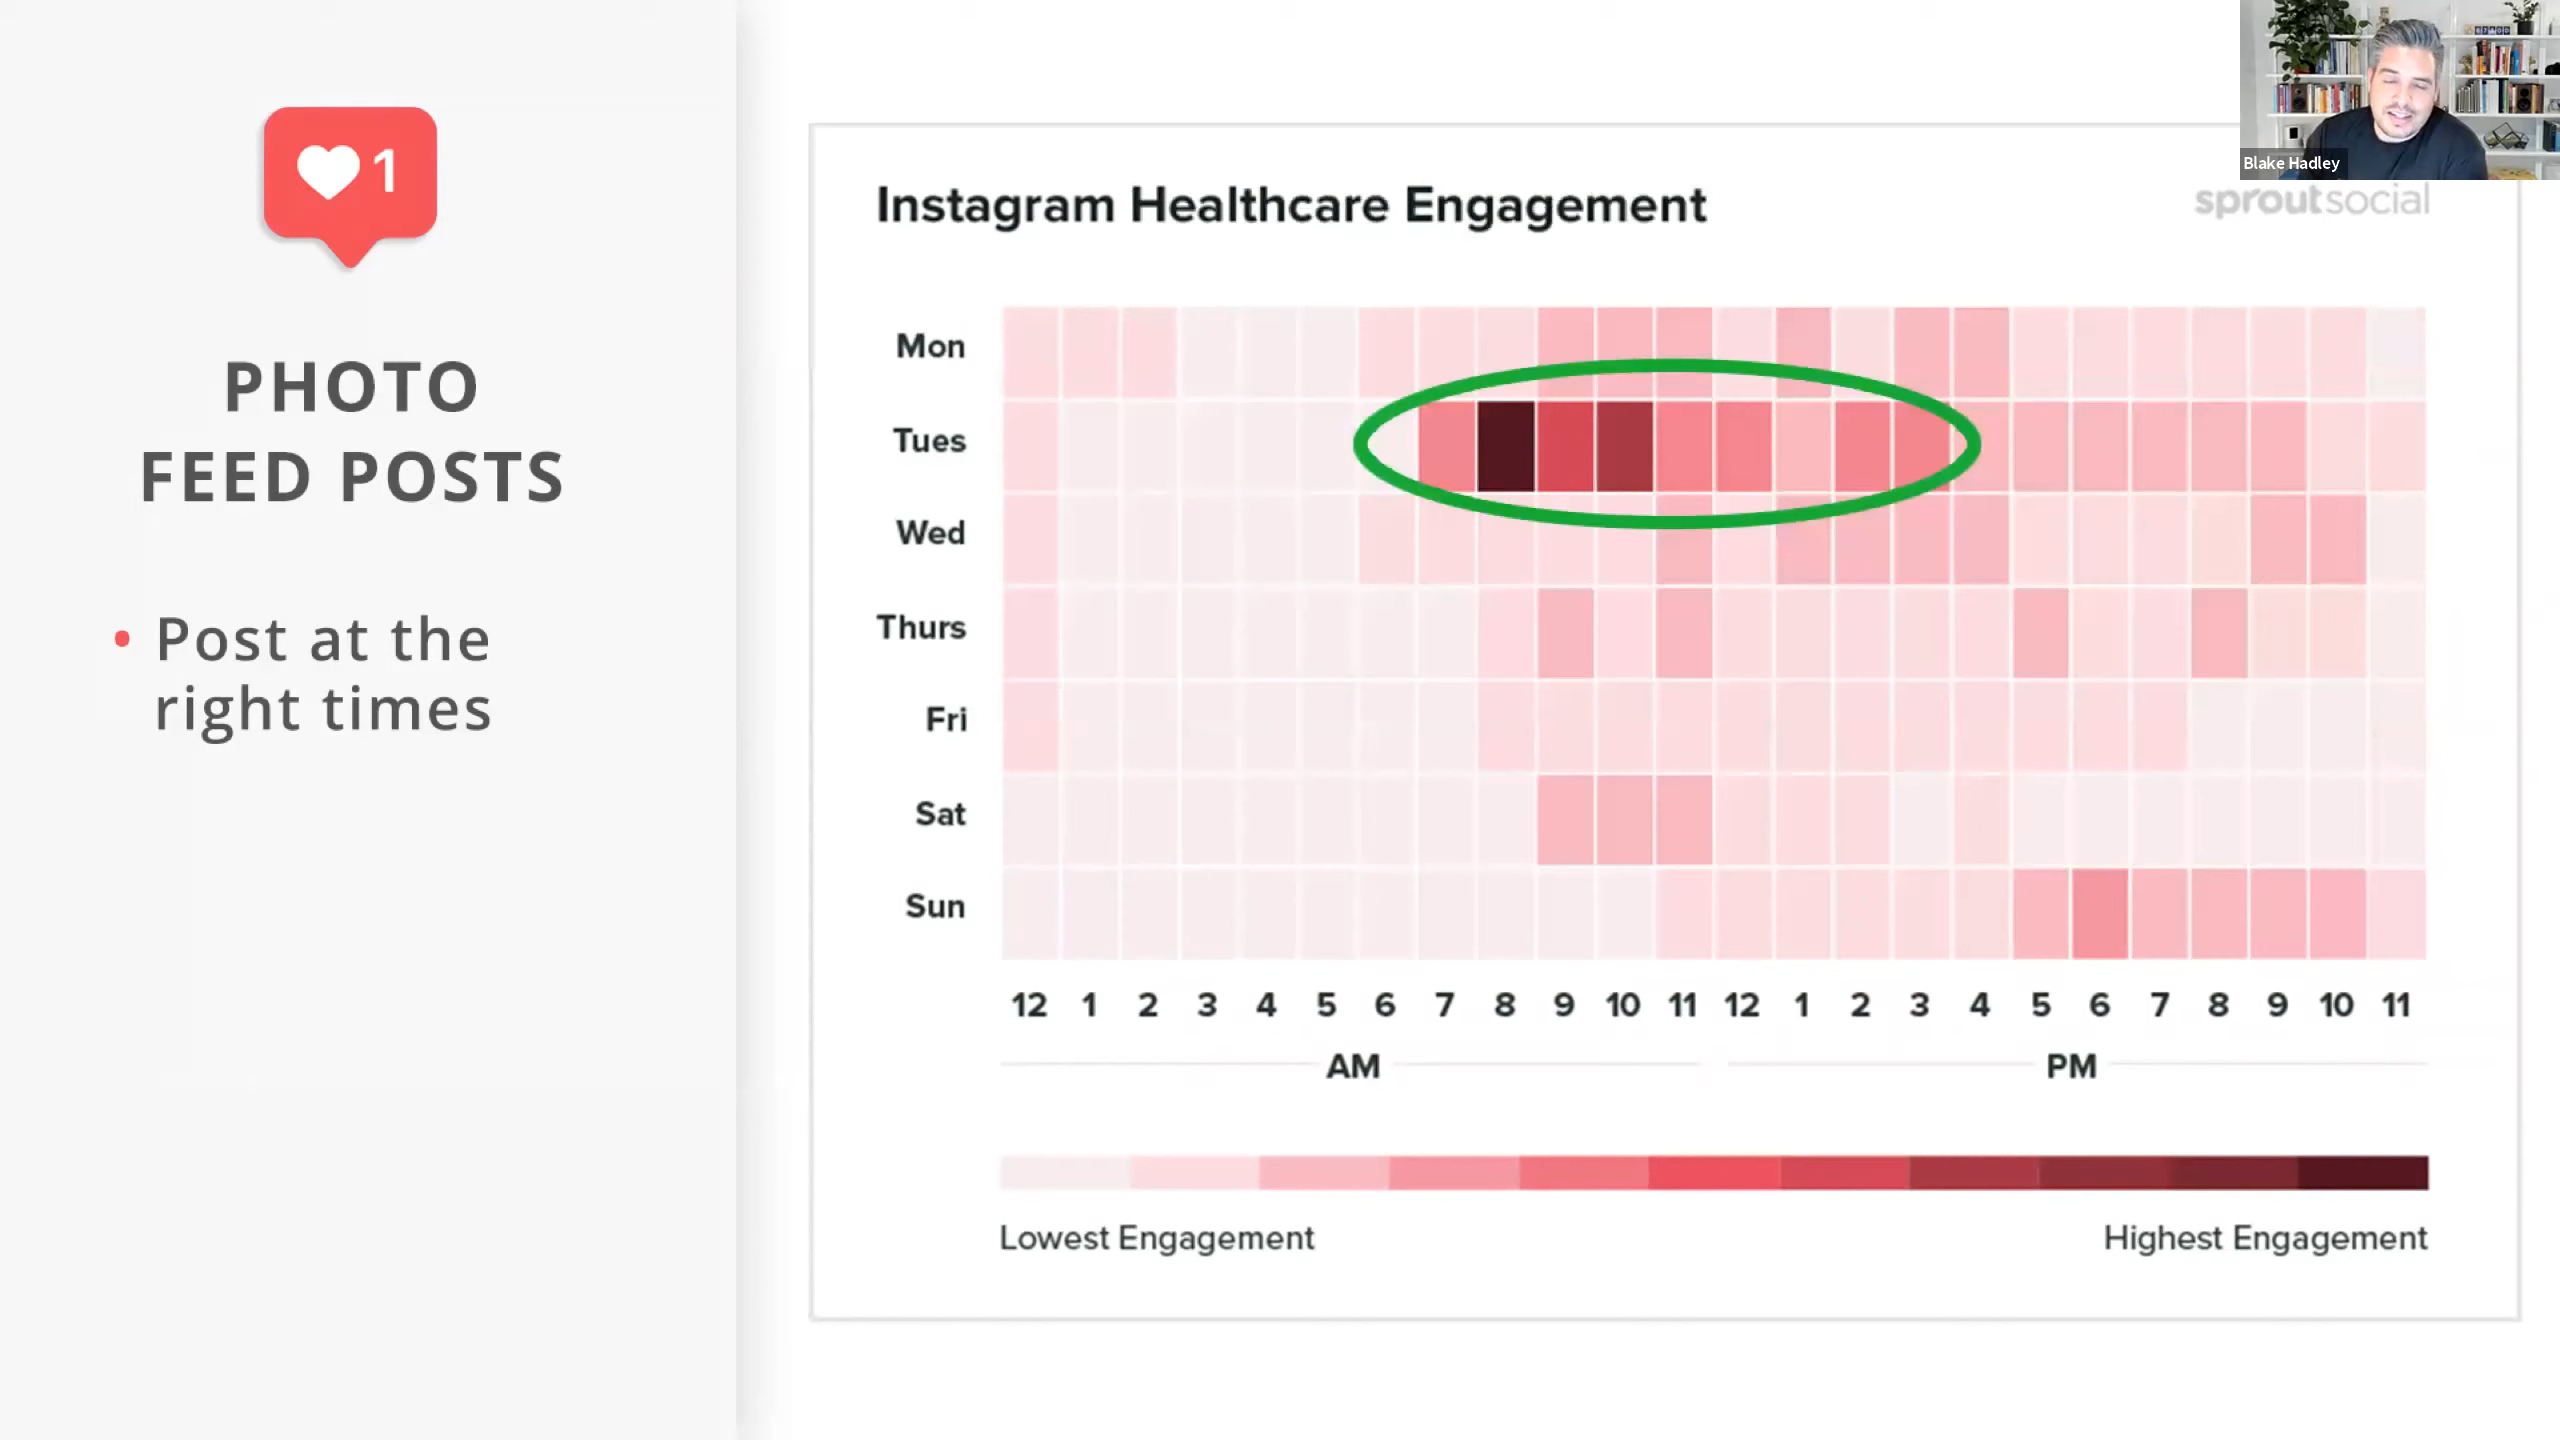 1
PHOTO
FEED POSTS
• Post at the
right times
Blake Hadley
sproutsocial
Instagram Healthcare Engagement
Mon
Tues
Wed
Thurs
Fri
Sat
Sun
12 1 2 3 4 5 6 7 8 9 10 11 12 1 2 3 4 5 6 7 8 9 10 11
AM PM
Lowest Engagement Highest Engagement